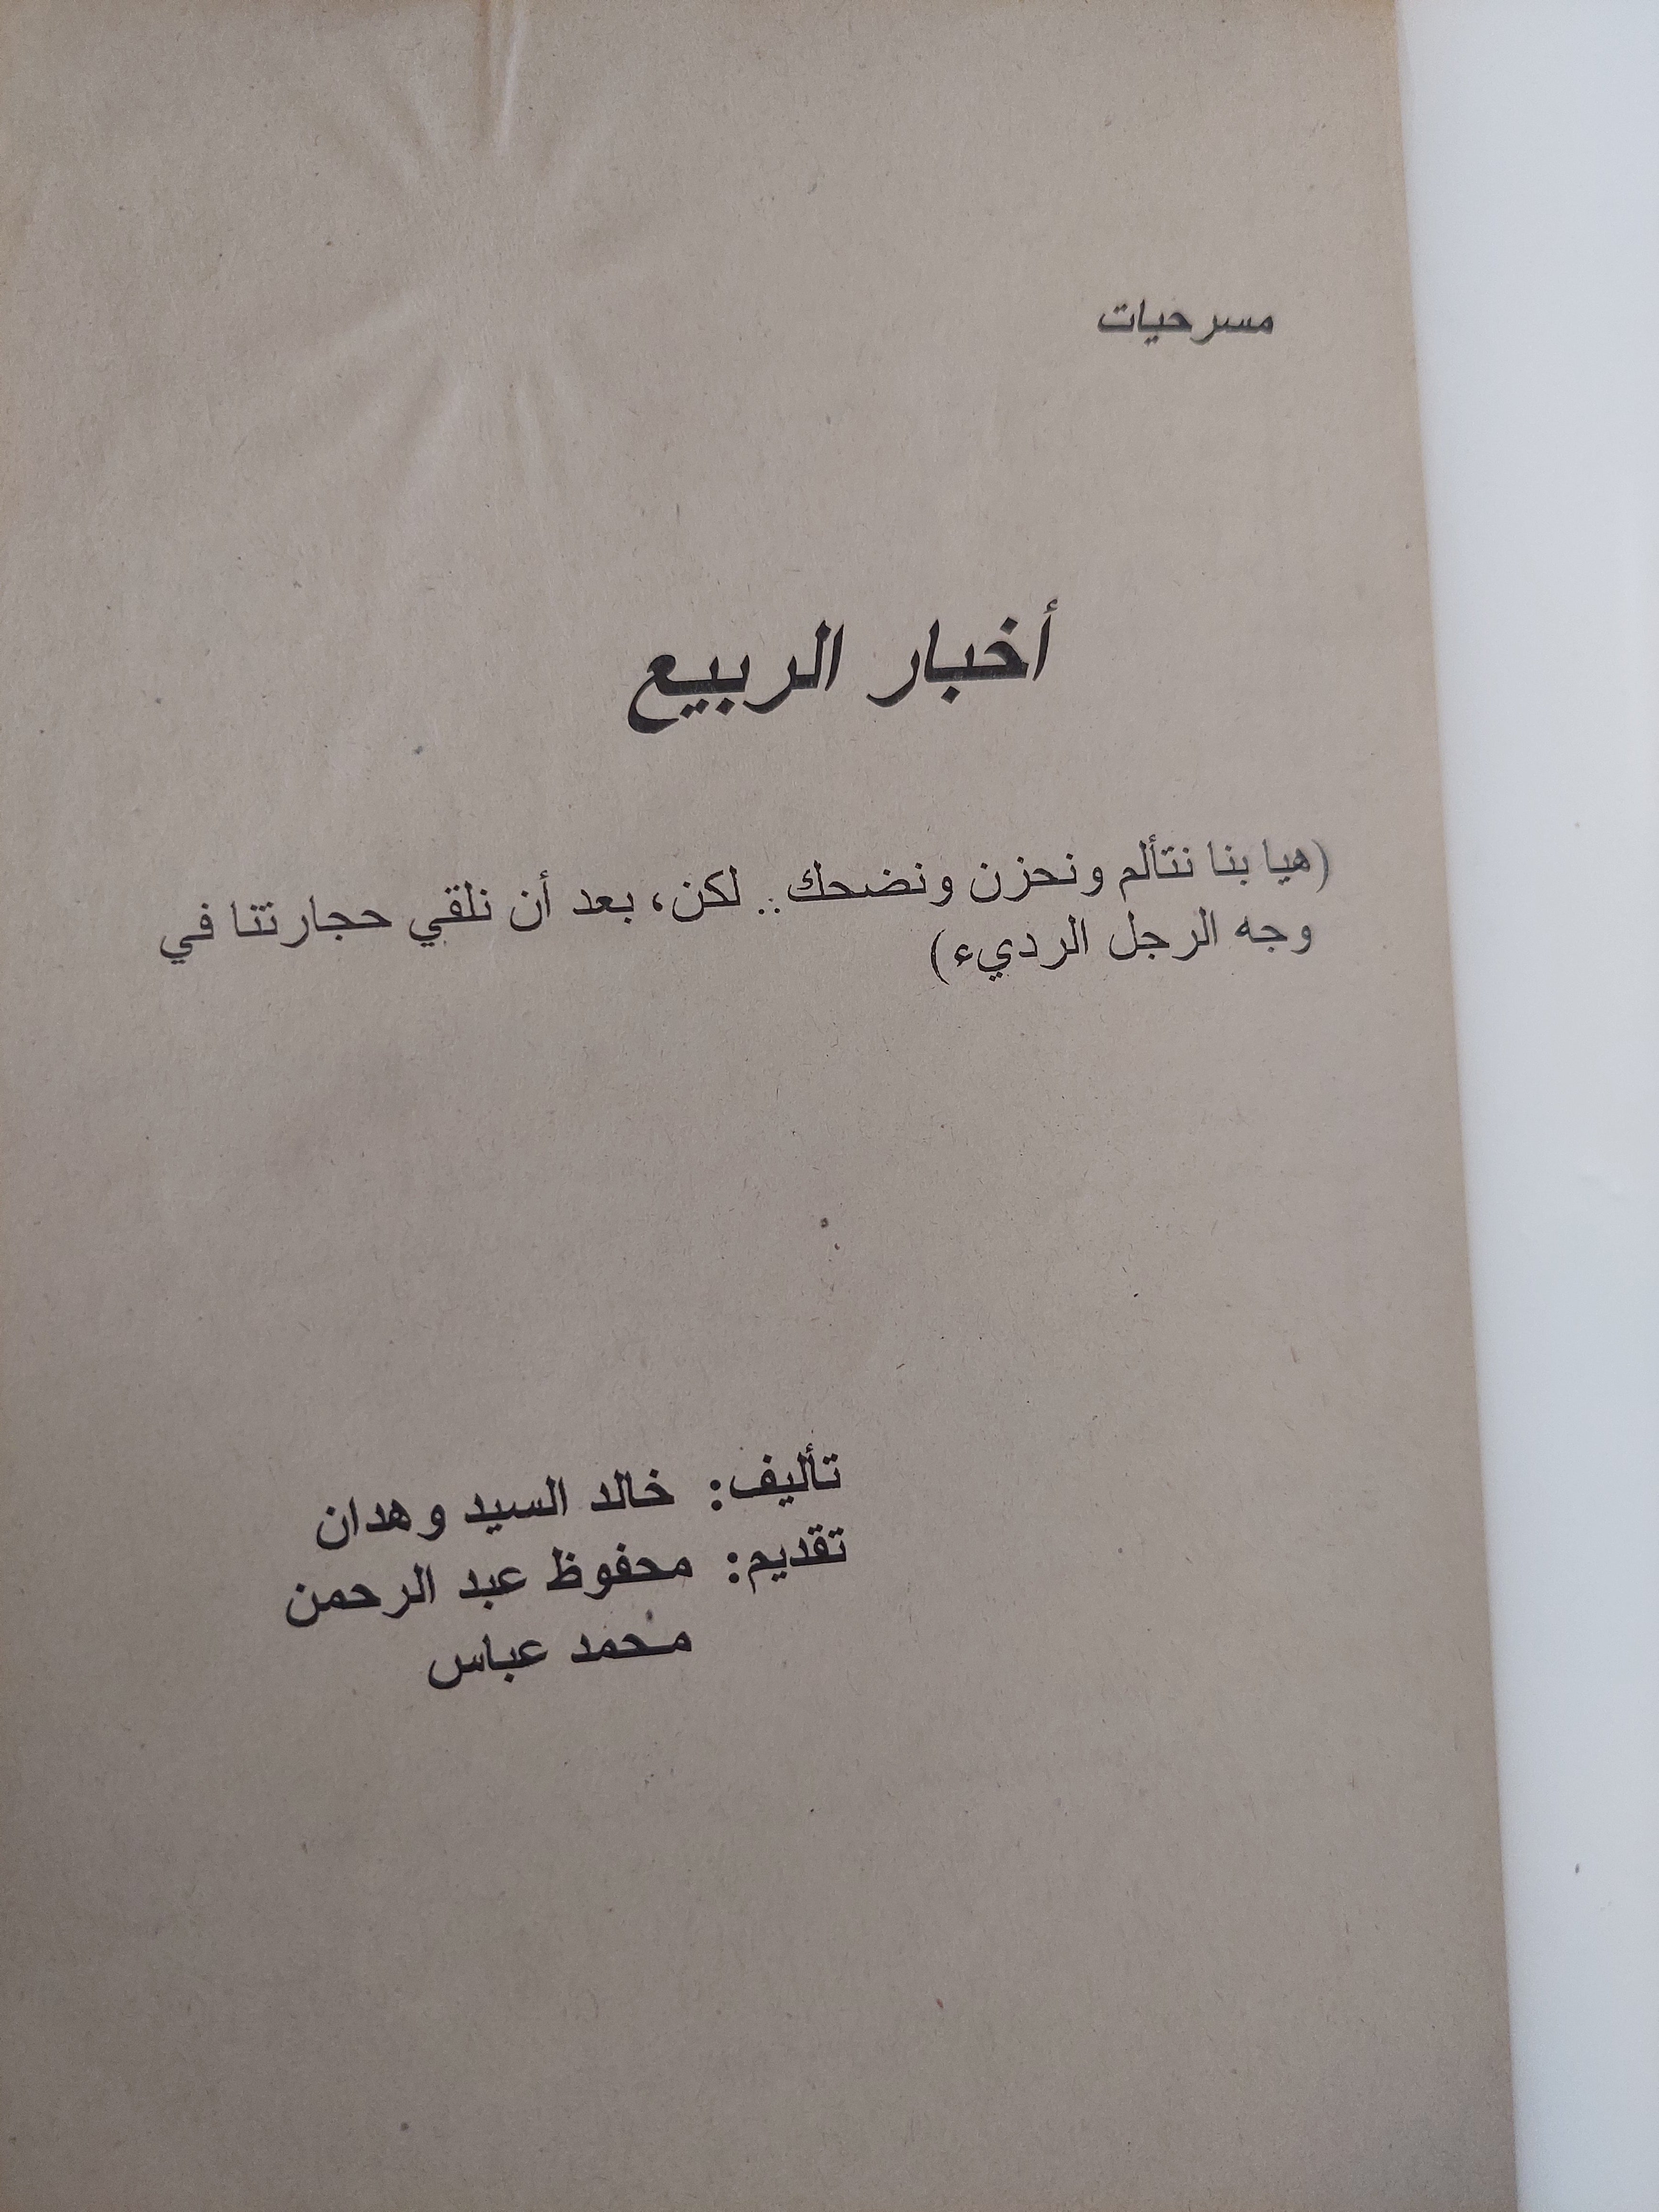 مسرحيات
أخبار الربيع
(هيا بنا نتألم ونحزن ونضحك.. لكن، بعد أن نلقي حجارتنا في
وجه الرجل الرديء)
تأليف: خالد السيد وهدان
تقديم: محفوظ عبد الرحمن
محمد عباس